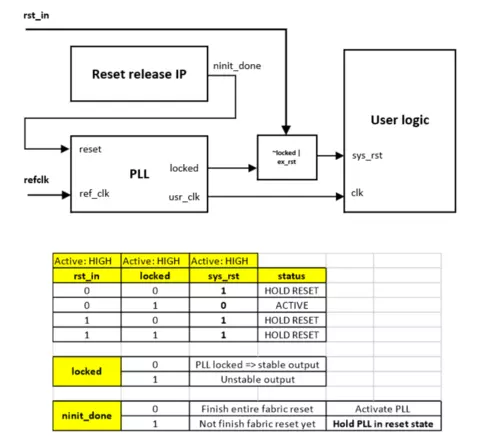 rst_in
ninit_done
Reset release IP
User logic
reset
~locked |
ex_rst
locked
sys_rst
PLL
refclk
ref_clk
usr_clk
clk
Active: HIGH Active: HIGH Active: HIGH
rst_in locked sys_rst status
0 0 1 HOLD RESET
0 1 0 ACTIVE
1 0 1 HOLD RESET
1 1 1 HOLD RESET
locked 0 PLL locked => stable output
1 Unstable output
ninit_done 0 Finish entire fabric reset Activate PLL
1 Not finish fabric reset yet Hold PLL in reset state